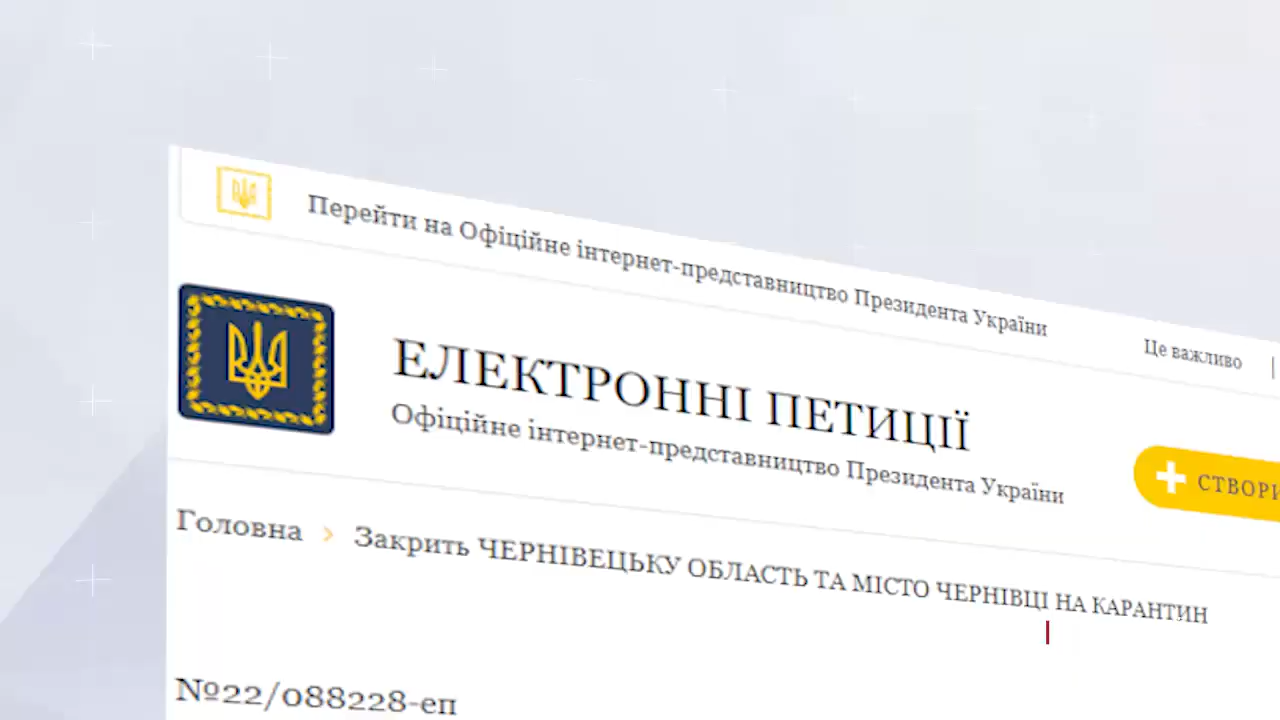 Перейти на Офіційне інтернет-представництво Президента України
Це важливо
ЕЛЕКТРОННІ ПЕТИЦІЇ
Офіційне інтернет-представництво Президента України
Головна › Закрить ЧЕРНІВЕЦЬКУ ОБЛАСТЬ ТА МІСТО ЧЕРНІВЦІ НА КАРАНТИН
№22/088228-еп